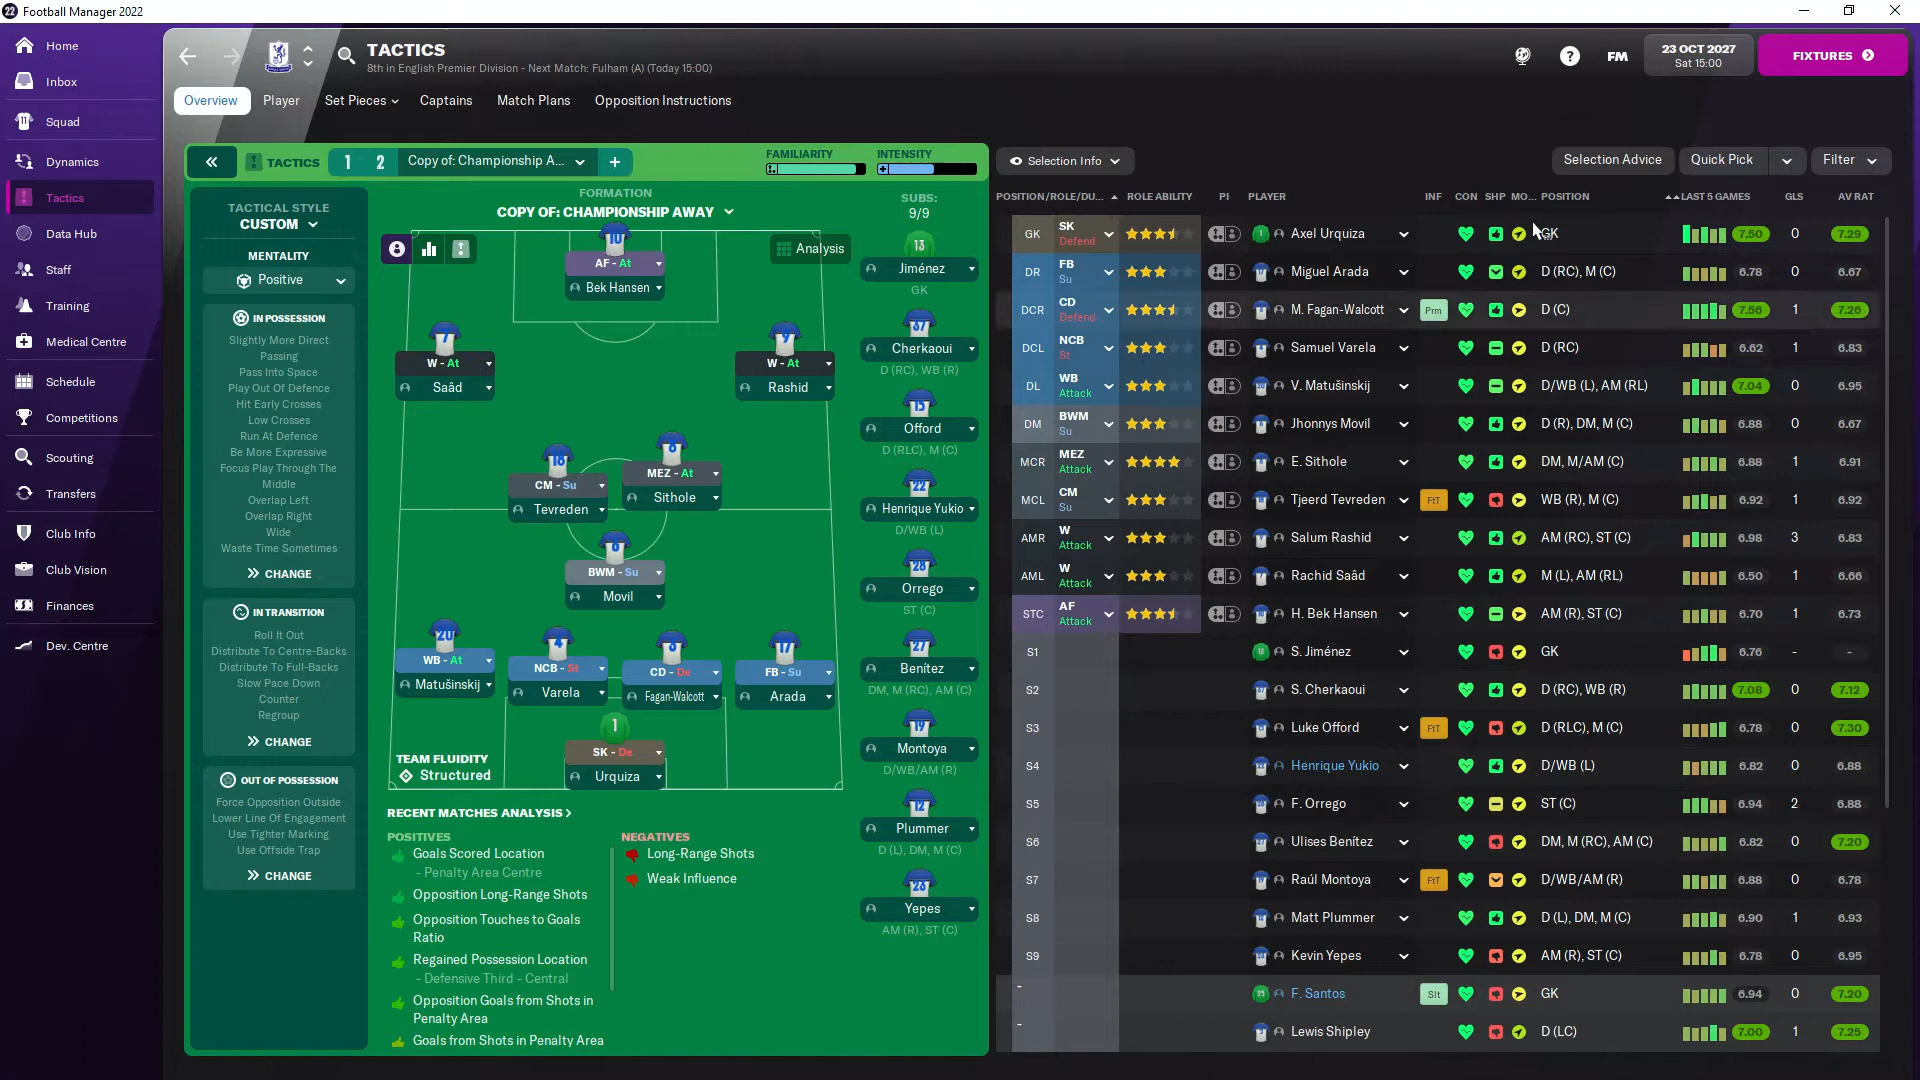 Football Manager 2022
Home
Inbox
Squad
Dynamics
Tactics
Data Hub
Staff
Training
Medical Centre
Schedule
Competitions
Scouting
Transfers
Club Info
Club Vision
Finances
Dev. Centre
TACTICS
8th in English Premier Division - Next Match: Fulham (A) (Today 15:00)
FM
23 OCT 2027
Sat 15:00
FIXTURES
Overview Player Set Pieces Captains Match Plans Opposition Instructions
TACTICS 1 2 Copy of: Championship A... +
FAMILIARITY INTENSITY
TACTICAL STYLE
CUSTOM
MENTALITY
Positive
IN POSSESSION
Slightly More Direct
Passing
Pass Into Space
Play Out Of Defence
Hit Early Crosses
Low Crosses
Run At Defence
Be More Expressive
Focus Play Through The
Middle
Overlap Left
Overlap Right
Wide
Waste Time Sometimes
CHANGE
IN TRANSITION
Roll It Out
Distribute To Centre-Backs
Distribute To Full-Backs
Slow Pace Down
Counter
Regroup
CHANGE
OUT OF POSSESSION
Force Opposition Outside
Lower Line Of Engagement
Use Tighter Marking
Use Offside Trap
CHANGE
FORMATION
COPY OF: CHAMPIONSHIP AWAY
Analysis
10
AF - At
Bek Hansen
7
W - At
Saâd
9
W - At
Rashid
18
CM - Su
Tevreden
MEZ - At
Sithole
BWM - Su
Movil
20
WB - At
Matušinskij
4
NCB - St
Varela
CD - De
Fagan-Walcott
17
FB - Su
Arada
1
SK - De
Urquiza
TEAM FLUIDITY
Structured
SUBS:
9/9
13
Jiménez
GK
37
Cherkaoui
D (RC), WB (R)
15
Offord
D (RLC), M (C)
22
Henrique Yukio
D/WB (L)
28
Orrego
ST (C)
27
Benítez
DM, M (RC), AM (C)
19
Montoya
D/WB/AM (R)
12
Plummer
D (L), DM, M (C)
23
Yepes
AM (R), ST (C)
RECENT MATCHES ANALYSIS >
POSITIVES
Goals Scored Location
- Penalty Area Centre
Opposition Long-Range Shots
Opposition Touches to Goals
Ratio
Regained Possession Location
- Defensive Third - Central
Opposition Goals from Shots in
Penalty Area
Goals from Shots in Penalty Area
NEGATIVES
Long-Range Shots
Weak Influence
Selection Info
Selection Advice Quick Pick Filter
POSITION/ROLE/DU... ROLE ABILITY PI PLAYER INF CON SHP MO... POSITION LAST 5 GAMES GLS AV RAT
GK SK Defend Axel Urquiza GK 7.50 0 7.29
DR FB Su Miguel Arada D (RC), M (C) 6.78 0 6.67
DCR CD Defend M. Fagan-Walcott Prm D (C) 7.56 1 7.26
DCL NCB St Samuel Varela D (RC) 6.62 1 6.83
DL WB Attack V. Matušinskij D/WB (L), AM (RL) 7.04 0 6.95
DM BWM Su Jhonnys Movil D (R), DM, M (C) 6.88 0 6.67
MCR MEZ Attack E. Sithole DM, M/AM (C) 6.88 1 6.91
MCL CM Su Tjeerd Tevreden FtT WB (R), M (C) 6.92 1 6.92
AMR W Attack Salum Rashid AM (RC), ST (C) 6.98 3 6.83
AML W Attack Rachid Saâd M (L), AM (RL) 6.50 1 6.66
STC AF Attack H. Bek Hansen AM (R), ST (C) 6.70 1 6.73
S1 S. Jiménez GK 6.76 - -
S2 S. Cherkaoui D (RC), WB (R) 7.08 0 7.12
S3 Luke Offord FtT D (RLC), M (C) 6.78 0 7.30
S4 Henrique Yukio D/WB (L) 6.82 0 6.88
S5 F. Orrego ST (C) 6.94 2 6.88
S6 Ulises Benítez DM, M (RC), AM (C) 6.82 0 7.20
S7 Raúl Montoya FtT D/WB/AM (R) 6.88 0 6.78
S8 Matt Plummer D (L), DM, M (C) 6.90 1 6.93
S9 Kevin Yepes AM (R), ST (C) 6.78 0 6.95
- F. Santos Slt GK 6.94 0 7.20
- Lewis Shipley D (LC) 7.00 1 7.25